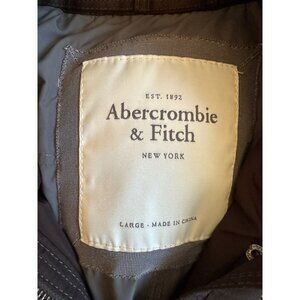 EST. 1892
Abercrombie
& Fitch
NEW YORK
LARGE - MADE IN CHINA